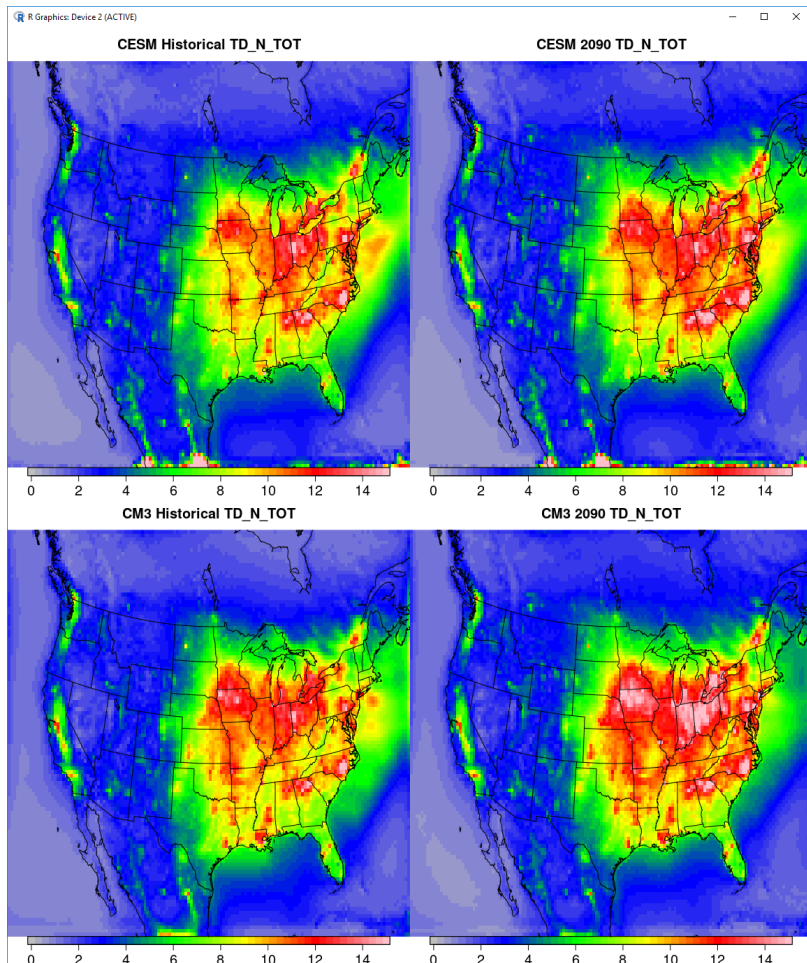 R Graphics: Device 2 (ACTIVE)
CESM Historical TD_N_TOT
CESM 2090 TD_N_TOT
0 2 4 6 8 10 12 14
0 2 4 6 8 10 12 14
CM3 Historical TD_N_TOT
CM3 2090 TD_N_TOT
0 2 4 6 8 10 12 14
0 2 4 6 8 10 12 14